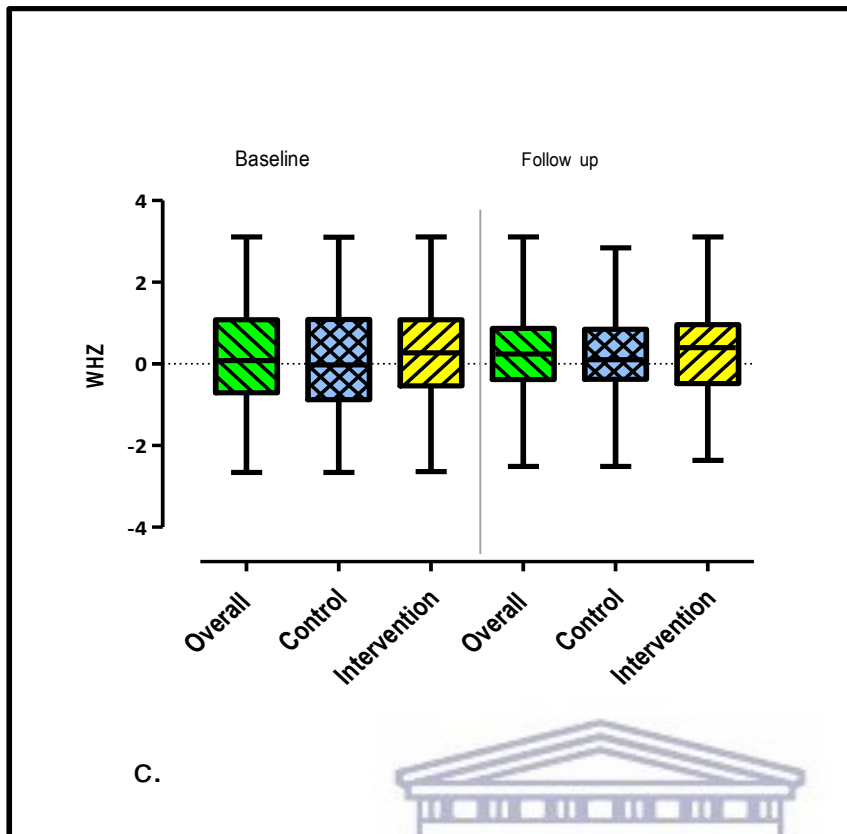 Baseline Follow up
4
2
0
-2
-4
WHZ
Overall Control Intervention Overall Control Intervention
C.